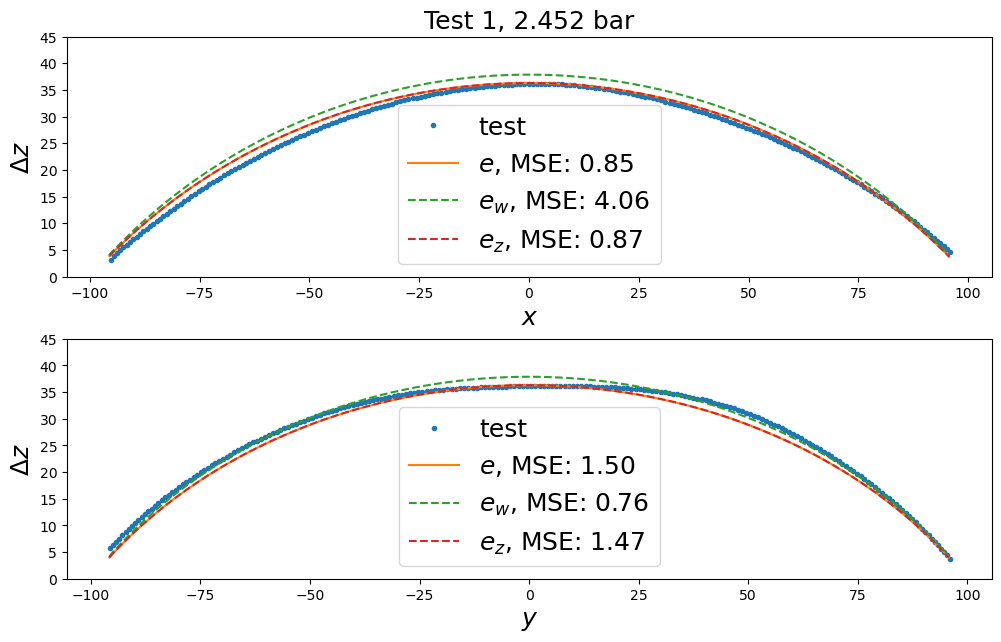 Test 1, 2.452 bar
45
40
35
30
25
20
15
10
5
0
Δz
test
e, MSE: 0.85
e_w, MSE: 4.06
e_z, MSE: 0.87
−100 −75 −50 −25 0 25 50 75 100
x
45
40
35
30
25
20
15
10
5
0
Δz
test
e, MSE: 1.50
e_w, MSE: 0.76
e_z, MSE: 1.47
−100 −75 −50 −25 0 25 50 75 100
y